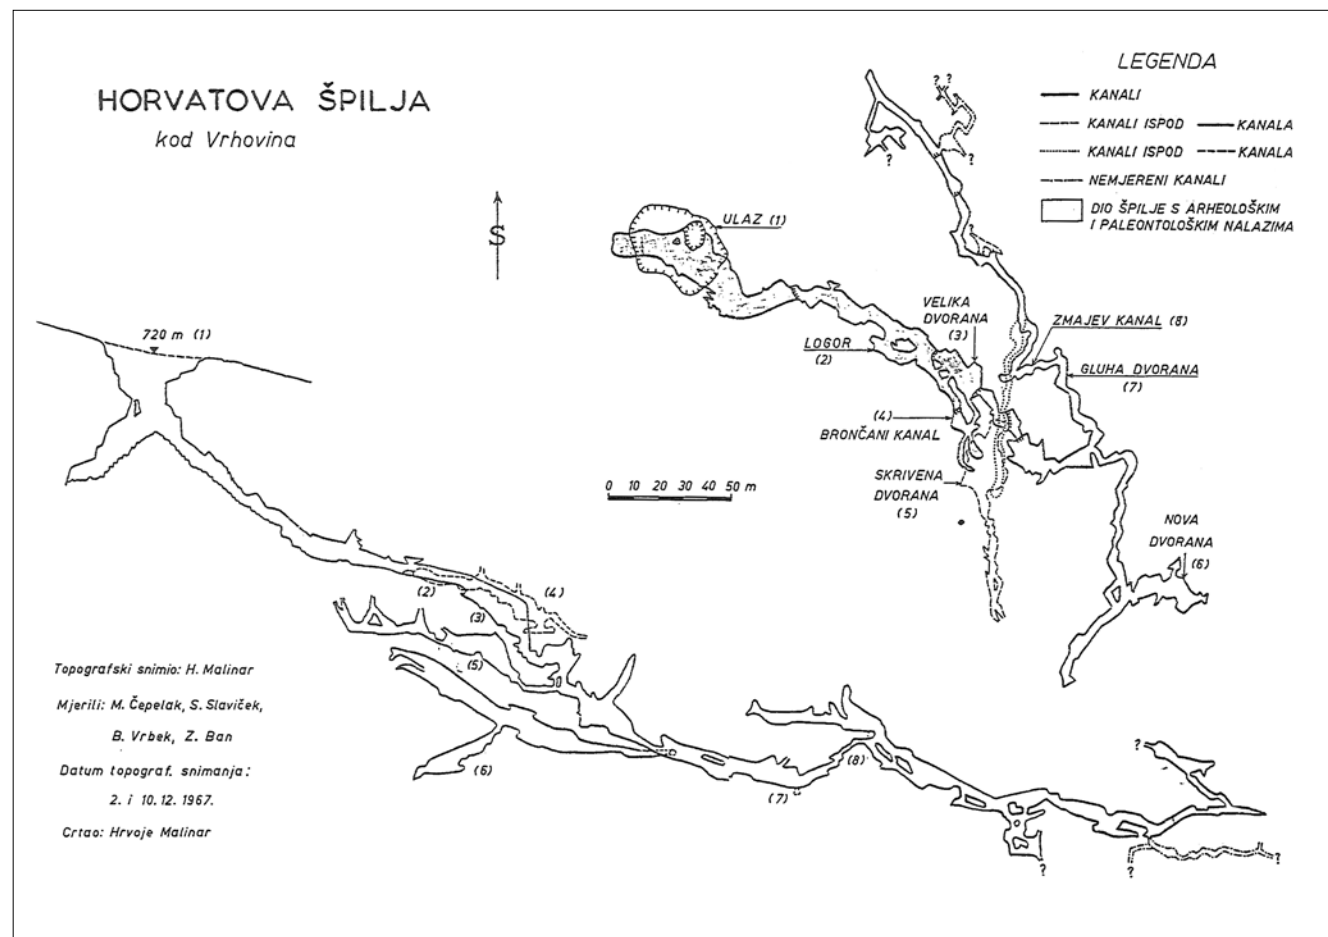 HORVATOVA ŠPILJA
kod Vrhovina
S
LEGENDA
KANALI
KANALI ISPOD KANALA
KANALI ISPOD KANALA
NEMJERENI KANALI
DIO ŠPILJE S ARHEOLOŠKIM
I PALEONTOLOŠKIM NALAZIMA
? ?
?
?
?
ULAZ (1)
VELIKA
DVORANA
(3)
ZMAJEV KANAL (8)
LOGOR
(2)
GLUHA DVORANA
(7)
(4)
BRONČANI KANAL
SKRIVENA
DVORANA
(5)
NOVA
DVORANA
(6)
0 10 20 30 40 50 m
720 m (1)
(2)
(3)
(4)
(5)
(6)
(7)
(8)
?
?
?
?
Topografski snimio: H. Malinar
Mjerili: M. Čepelak, S. Slaviček,
B. Vrbek, Z. Ban
Datum topograf. snimanja:
2. i 10.12.1967.
Crtao: Hrvoje Malinar